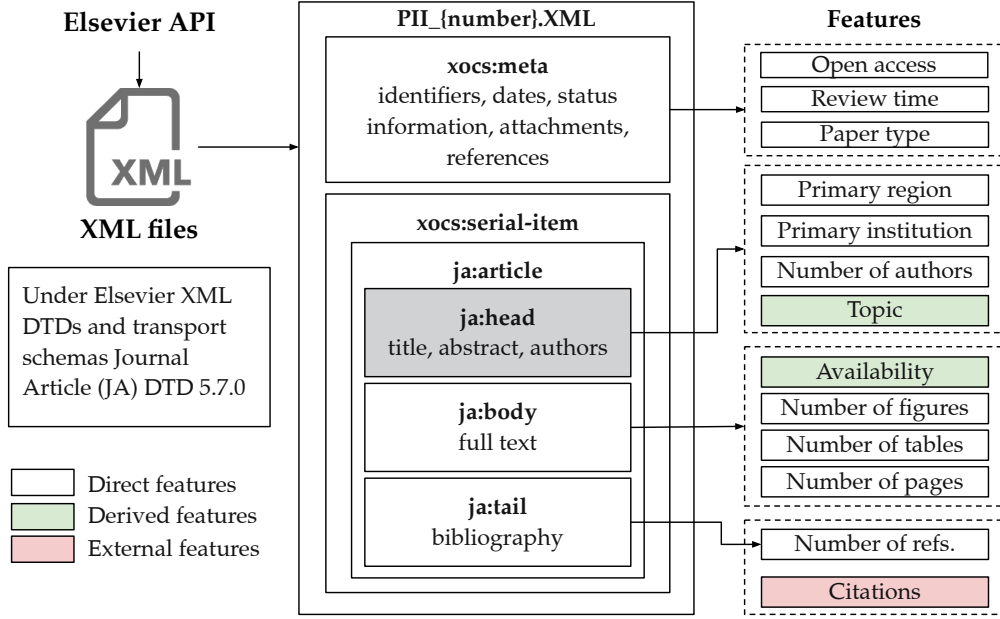 Elsevier API
XML
XML files
Under Elsevier XML
DTDs and transport
schemas Journal
Article (JA) DTD 5.7.0
Direct features
Derived features
External features
PII_{number}.XML
xocs:meta
identifiers, dates, status
information, attachments,
references
xocs:serial-item
ja:article
ja:head
title, abstract, authors
ja:body
full text
ja:tail
bibliography
Features
Open access
Review time
Paper type
Primary region
Primary institution
Number of authors
Topic
Availability
Number of figures
Number of tables
Number of pages
Number of refs.
Citations